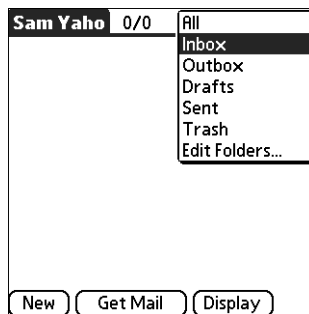 Sam Yaho 0/0 All
Inbox
Outbox
Drafts
Sent
Trash
Edit Folders...
New Get Mail Display